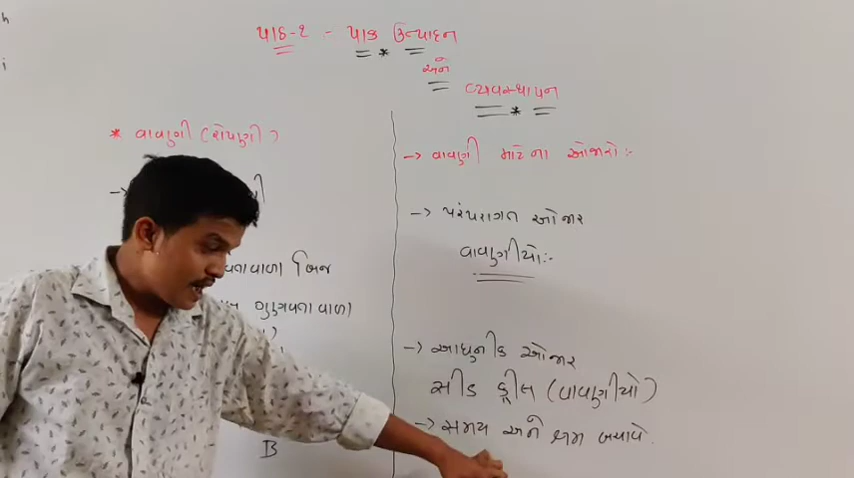 પાઠ-૨ :- પાક ઉત્પાદન
અને
વ્યવસ્થાપન
* વાવણી (રોપણી)
ળી
તાવાળા બિજ
ગુણવત્તાવાળા
B
→ વાવણી માટેના ઓજારો:-
→ પરંપરાગત ઓજાર
વાવણીયો:-
→ આધુનીક ઓજાર
સીડ ડ્રીલ (વાવણીયો)
→ સમય અને શ્રમ બચાવે.